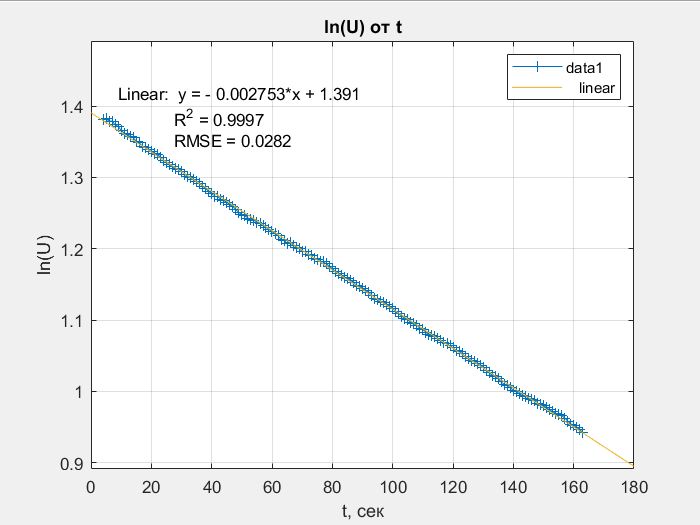 ln(U) от t
data1
linear
Linear: y = - 0.002753*x + 1.391
R² = 0.9997
RMSE = 0.0282
ln(U)
1.4
1.3
1.2
1.1
1
0.9
0 20 40 60 80 100 120 140 160 180
t, сек